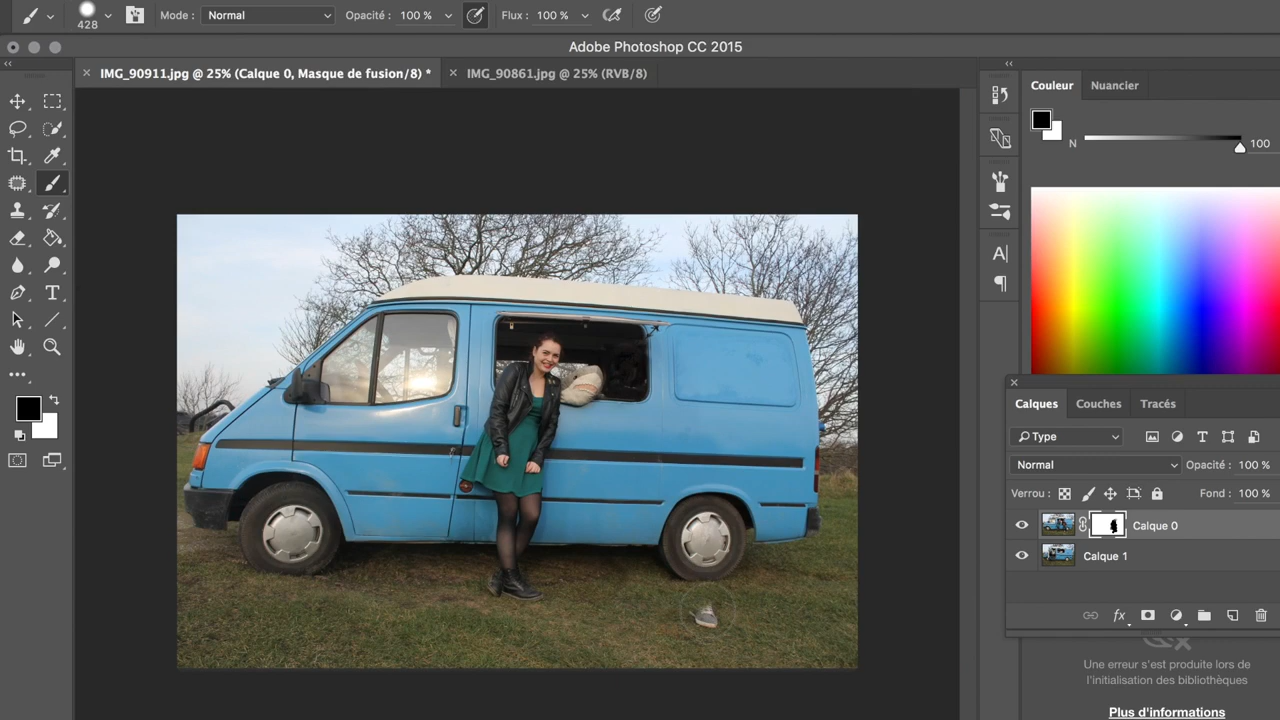 Mode : Normal Opacité : 100 % Flux : 100 %
428
Adobe Photoshop CC 2015
IMG_90911.jpg @ 25% (Calque 0, Masque de fusion/8) *
IMG_90861.jpg @ 25% (RVB/8)
Couleur
Nuancier
N
100
Calques
Couches
Tracés
Type
Normal
Opacité : 100 %
Verrou :
Fond : 100 %
Calque 0
Calque 1
fx
Une erreur s'est produite lors de
l'initialisation des bibliothèques
Plus d'informations